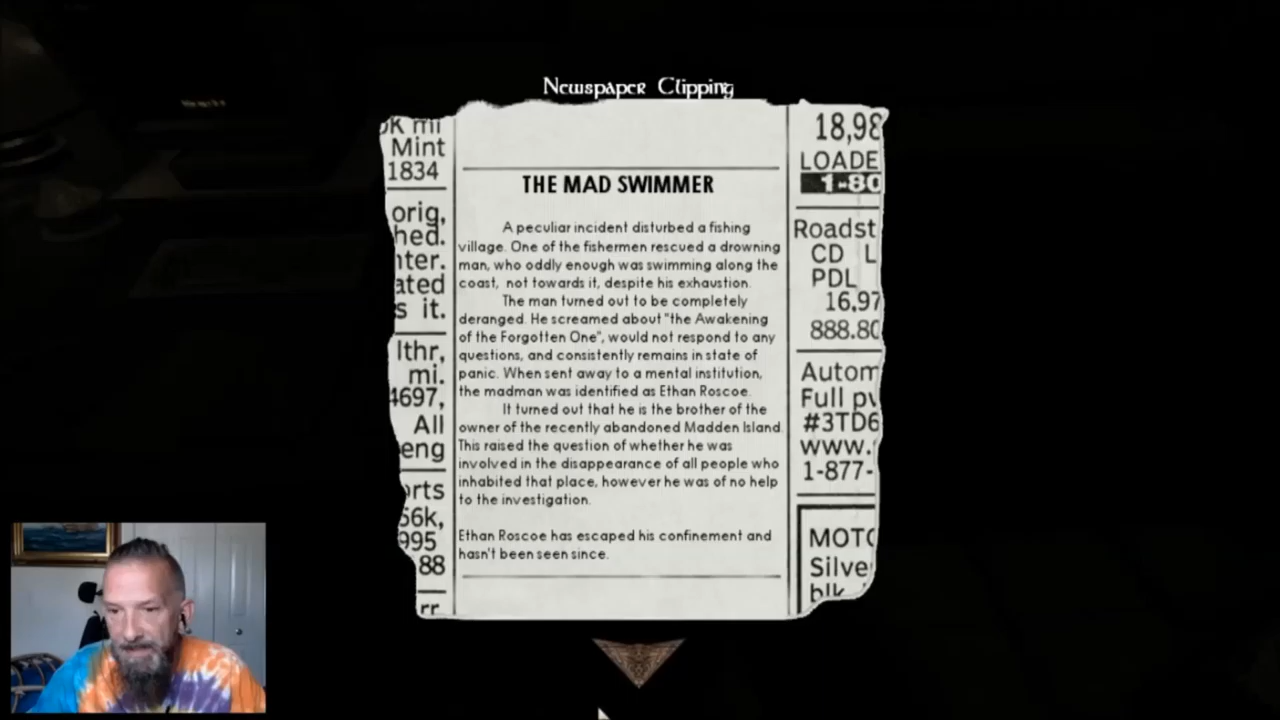 Newspaper Clipping
OK mi
Mint
1834
orig,
hed.
nter.
ated
s it.
lthr,
mi.
4697,
All
eng
orts
56k,
995
88
rr
THE MAD SWIMMER
A peculiar incident disturbed a fishing
village. One of the fishermen rescued a drowning
man, who oddly enough was swimming along the
coast, not towards it, despite his exhaustion.
The man turned out to be completely
deranged. He screamed about "the Awakening
of the Forgotten One", would not respond to any
questions, and consistently remains in state of
panic. When sent away to a mental institution,
the madman was identified as Ethan Roscoe.
It turned out that he is the brother of the
owner of the recently abandoned Madden Island.
This raised the question of whether he was
involved in the disappearance of all people who
inhabited that place, however he was of no help
to the investigation.
Ethan Roscoe has escaped his confinement and
hasn't been seen since.
18,98
LOADE
1-80
Roadst
CD L
PDL
16,97
888.80
Autom
Full pv
#3TD6
www.
1-877-
MOTO
Silve
blk